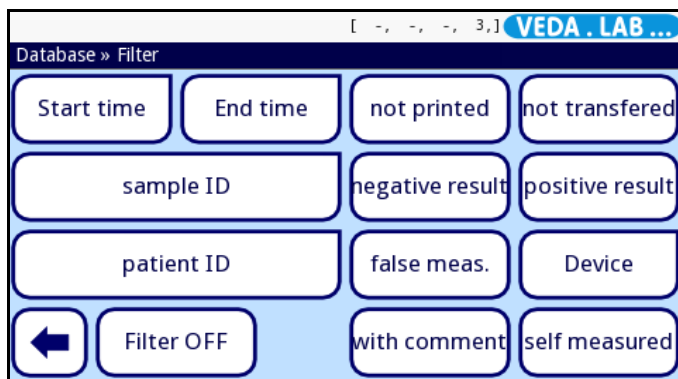 [ -, -, -, 3,] VEDA . LAB ...
Database » Filter
Start time End time not printed not transfered
sample ID negative result positive result
patient ID false meas. Device
Filter OFF with comment self measured